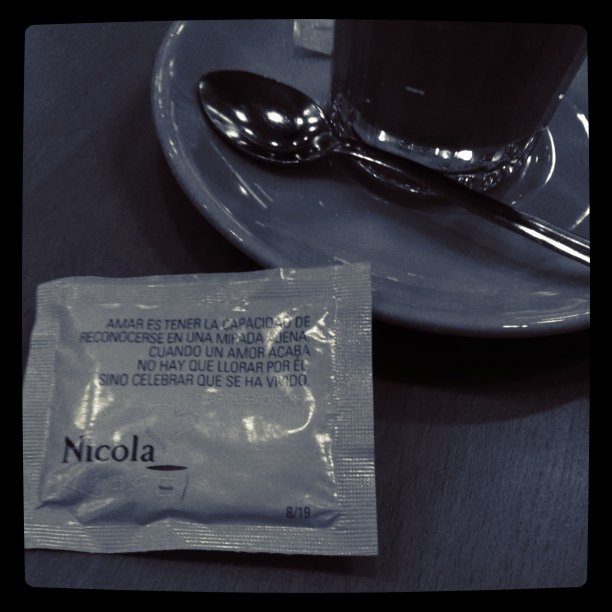 AMAR ES TENER LA CAPACIDAD DE
RECONOCERSE EN UNA MIRADA AJENA
CUANDO UN AMOR ACABA
NO HAY QUE LLORAR POR ÉL
SINO CELEBRAR QUE SE HA VIVIDO
Nicola
8/19